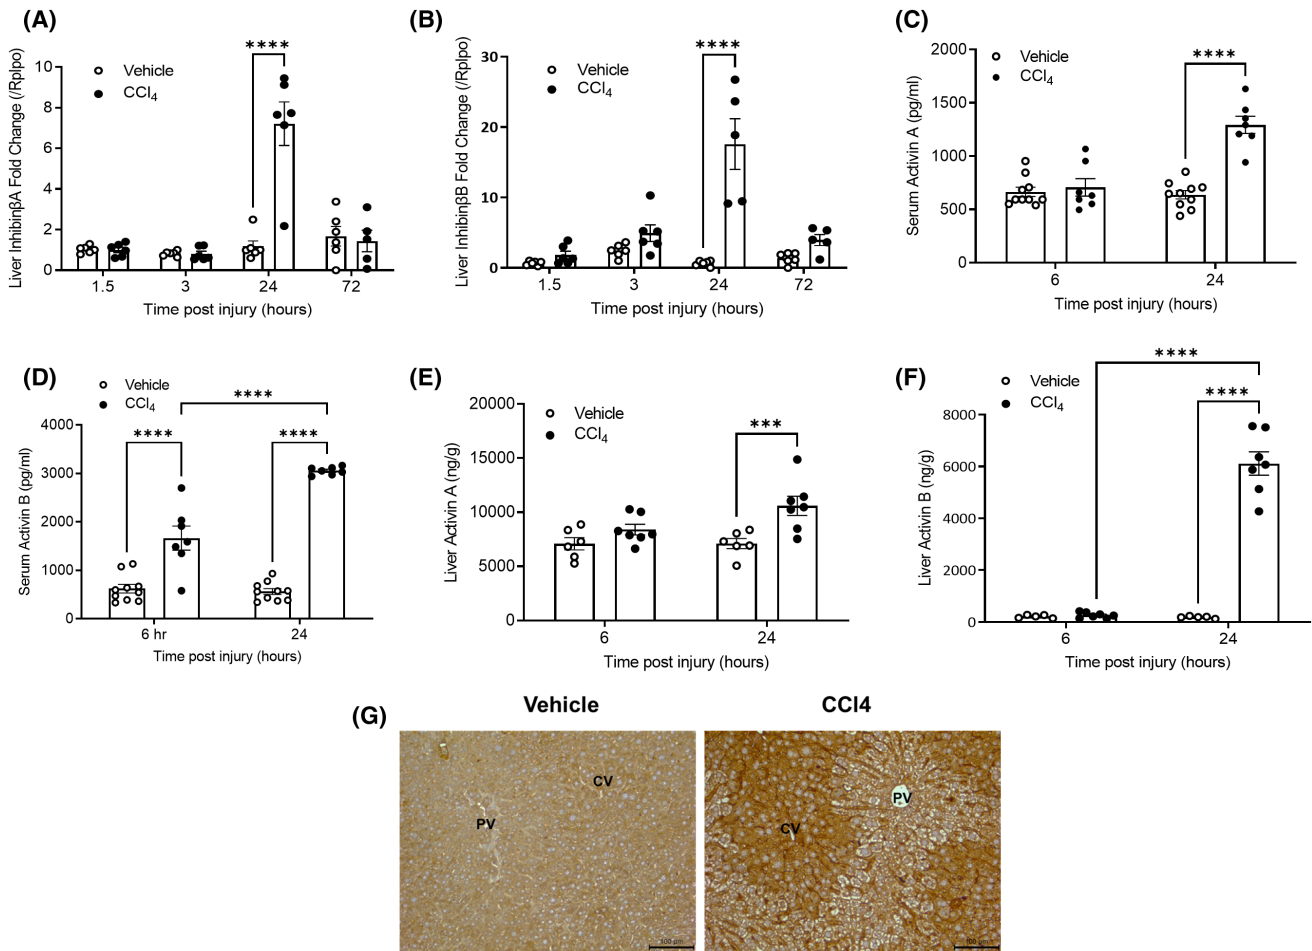 (A)
****
Vehicle
CCl4
Liver InhibinβA Fold Change (/Rplpo)
10
8
6
4
2
0
1.5
3
24
72
Time post injury (hours)
(B)
****
Vehicle
CCl4
Liver InhibinβB Fold Change (/Rplpo)
30
20
10
0
1.5
3
24
72
Time post injury (hours)
(C)
****
Vehicle
CCl4
Serum Activin A (pg/ml)
2000
1500
1000
500
0
6
24
Time post injury (hours)
(D)
Vehicle
CCl4
****
****
****
Serum Activin B (pg/ml)
4000
3000
2000
1000
0
6 hr
24
Time post injury (hours)
(E)
Vehicle
CCl4
***
Liver Activin A (ng/g)
20000
15000
10000
5000
0
6
24
Time post injury (hours)
(F)
****
Vehicle
CCl4
****
Liver Activin B (ng/g)
8000
6000
4000
2000
0
6
24
Time post injury (hours)
(G)
Vehicle
CCl4
CV
PV
100 µm
PV
CV
100 µm